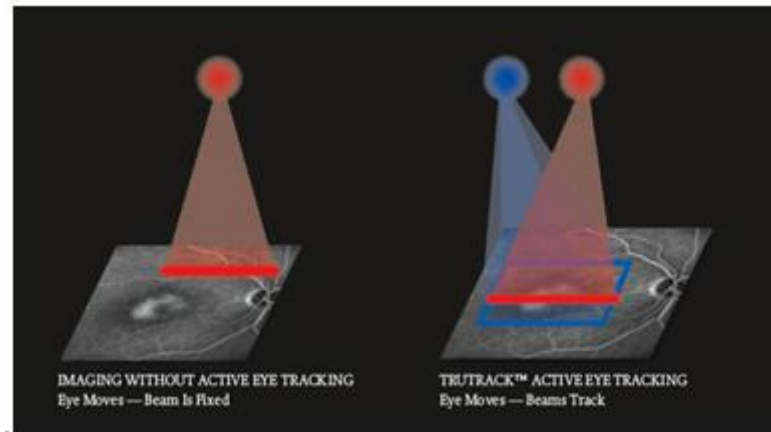 IMAGING WITHOUT ACTIVE EYE TRACKING
Eye Moves — Beam Is Fixed
TRUTRACK™ ACTIVE EYE TRACKING
Eye Moves — Beams Track